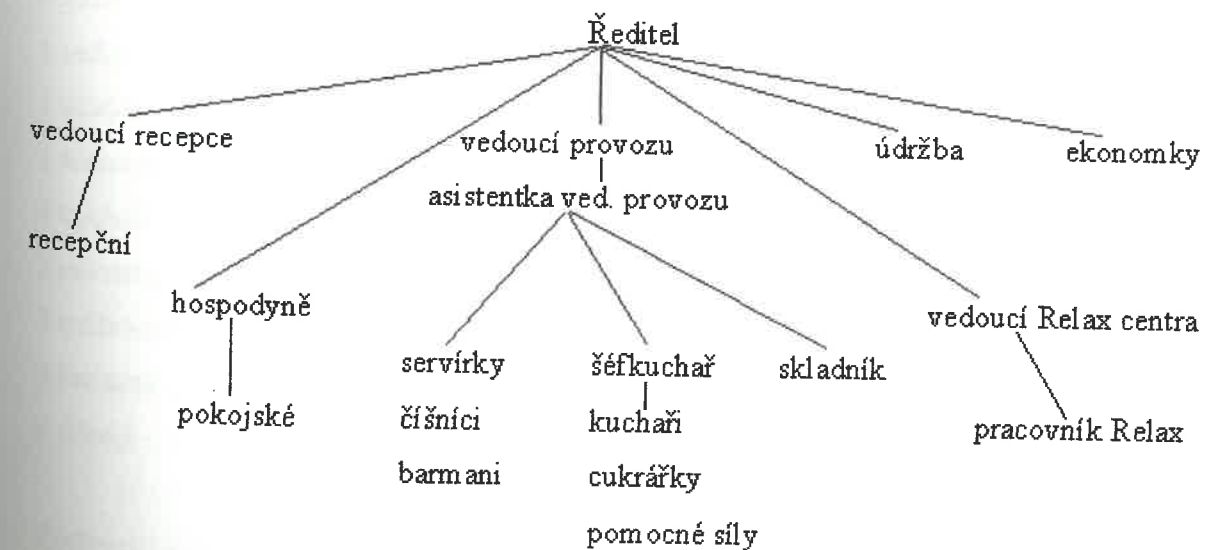 Ředitel
vedoucí recepce
vedoucí provozu
údržba
ekonomky
asistentka ved. provozu
recepční
hospodyně
vedoucí Relax centra
servírky
šéfkuchař
skladník
pokojské
číšníci
kuchaři
pracovník Relax
barmani
cukrářky
pomocné síly